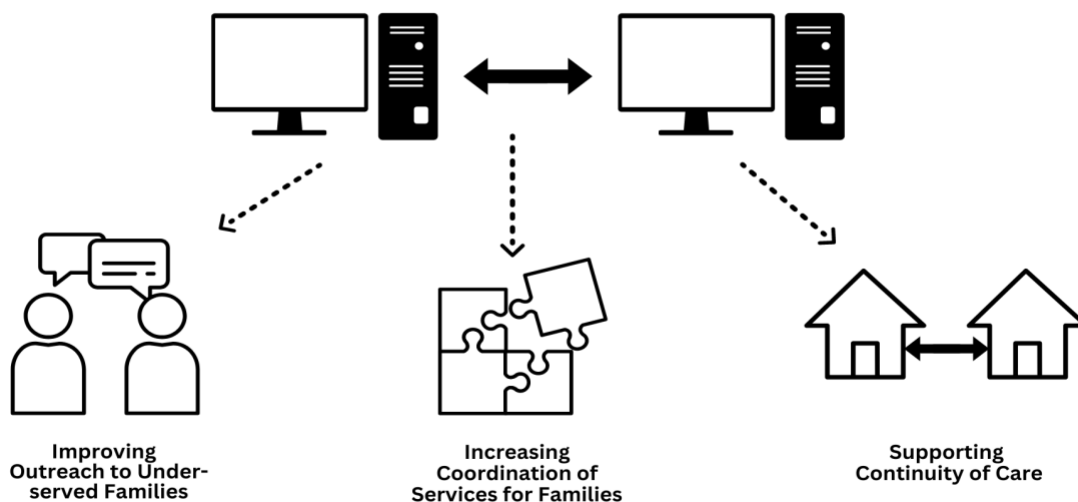 Improving
Outreach to Under-
served Families
Increasing
Coordination of
Services for Families
Supporting
Continuity of Care